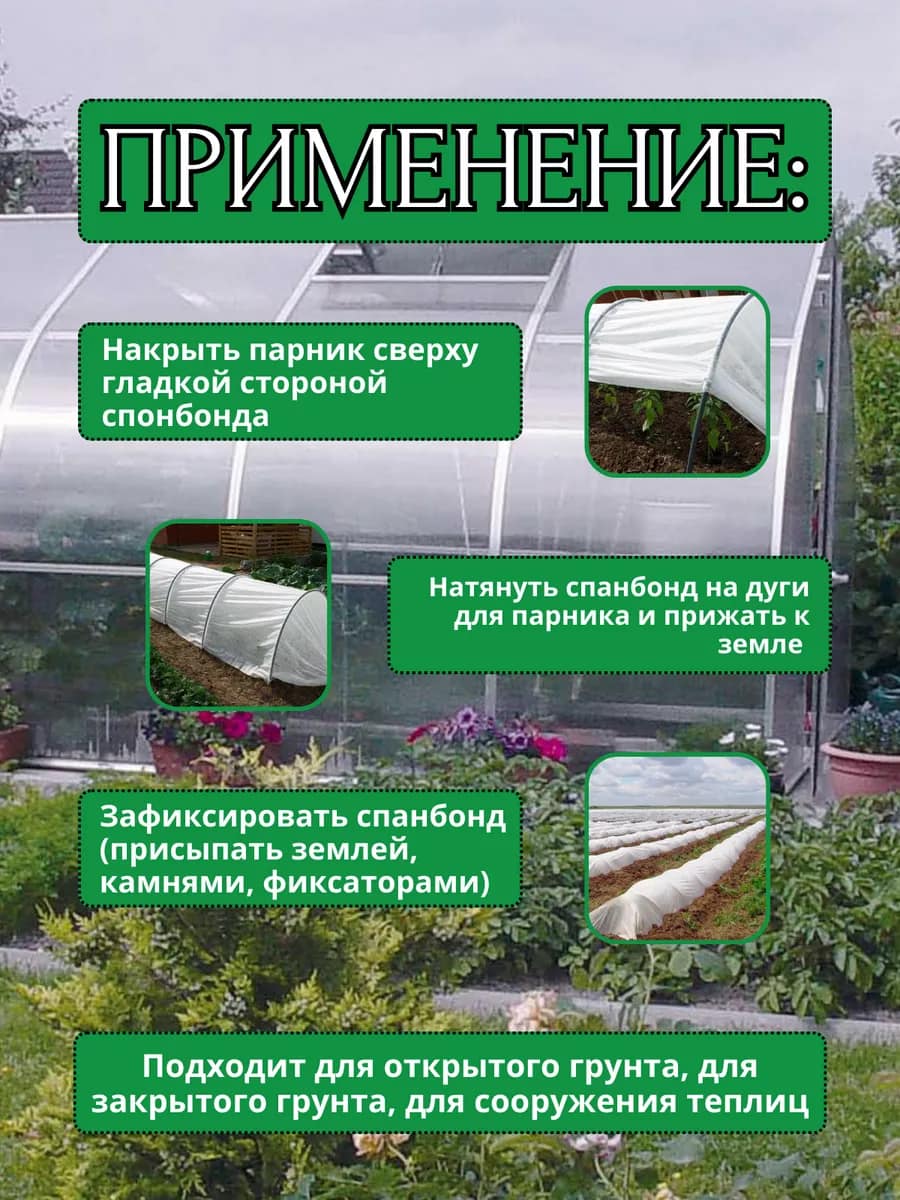 ПРИМЕНЕНИЕ:
Накрыть парник сверху
гладкой стороной
спонбонда
Натянуть спанбонд на дуги
для парника и прижать к
земле
Зафиксировать спанбонд
(присыпать землей,
камнями, фиксаторами)
Подходит для открытого грунта, для
закрытого грунта, для сооружения теплиц